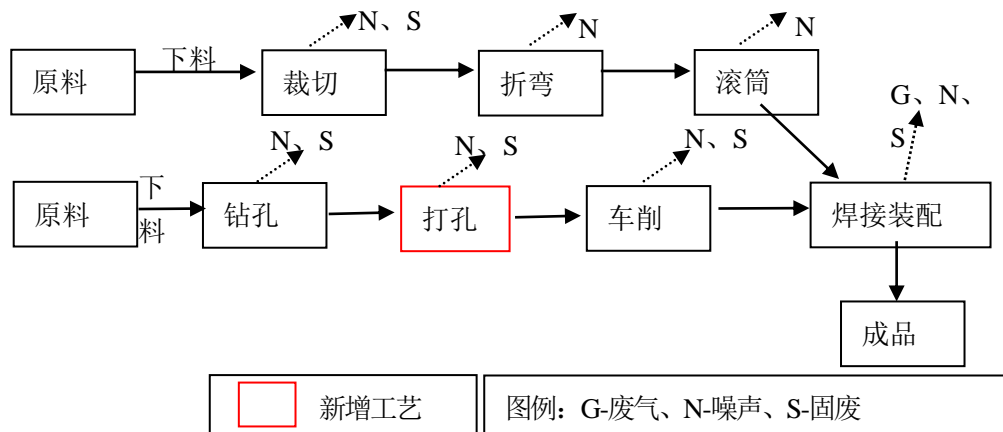 N、S
N
N
原料
下料
裁切
折弯
滚筒
G、N、
S
N、S
N、S
N、S
原料
下
料
钻孔
打孔
车削
焊接装配
成品
新增工艺
图例：G-废气、N-噪声、S-固废